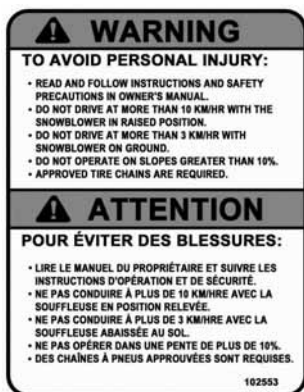 WARNING
TO AVOID PERSONAL INJURY:
• READ AND FOLLOW INSTRUCTIONS AND SAFETY
PRECAUTIONS IN OWNER'S MANUAL.
• DO NOT DRIVE AT MORE THAN 10 KM/HR WITH THE
SNOWBLOWER IN RAISED POSITION.
• DO NOT DRIVE AT MORE THAN 3 KM/HR WITH
SNOWBLOWER ON GROUND.
• DO NOT OPERATE ON SLOPES GREATER THAN 10%.
• APPROVED TIRE CHAINS ARE REQUIRED.
ATTENTION
POUR ÉVITER DES BLESSURES:
• LIRE LE MANUEL DU PROPRIÉTAIRE ET SUIVRE LES
INSTRUCTIONS D'OPÉRATION ET DE SÉCURITÉ.
• NE PAS CONDUIRE À PLUS DE 10 KM/HRE AVEC LA
SOUFFLEUSE EN POSITION RELEVÉE.
• NE PAS CONDUIRE À PLUS DE 3 KM/HRE AVEC LA
SOUFFLEUSE ABAISSÉE AU SOL.
• NE PAS OPÉRER DANS UNE PENTE DE PLUS DE 10%.
• DES CHAÎNES À PNEUS APPROUVÉES SONT REQUISES.
102553